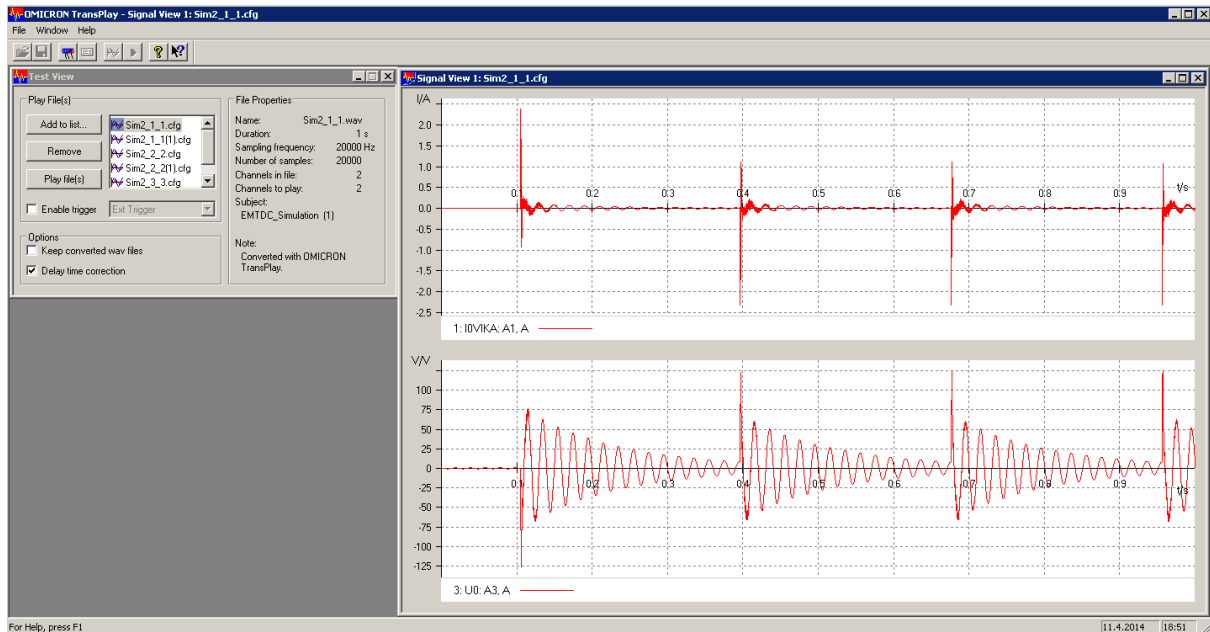 OMICRON TransPlay - Signal View 1: Sim2_1_1.cfg
File Window Help
Test View
Play File(s)
Add to list...
Remove
Play file(s)
Sim2_1_1.cfg
Sim2_1_1(1).cfg
Sim2_2_2.cfg
Sim2_2_2(1).cfg
Sim2_3_3.cfg
Enable trigger
Ext Trigger
Options
Keep converted wav files
Delay time correction
File Properties
Name: Sim2_1_1.wav
Duration: 1 s
Sampling frequency: 20000 Hz
Number of samples: 20000
Channels in file: 2
Channels to play: 2
Subject:
EMTDC_Simulation (1)
Note:
Converted with OMICRON
TransPlay.
Signal View 1: Sim2_1_1.cfg
I/A
2.0
1.5
1.0
0.5
0.0
-0.5
-1.0
-1.5
-2.0
-2.5
0.1 0.2 0.3 0.4 0.5 0.6 0.7 0.8 0.9 t/s
1: I0VIKA: A1, A
V/V
100
75
50
25
0
-25
-50
-75
-100
-125
0.1 0.2 0.3 0.4 0.5 0.6 0.7 0.8 0.9 t/s
3: U0: A3, A
For Help, press F1
11.4.2014 18:51